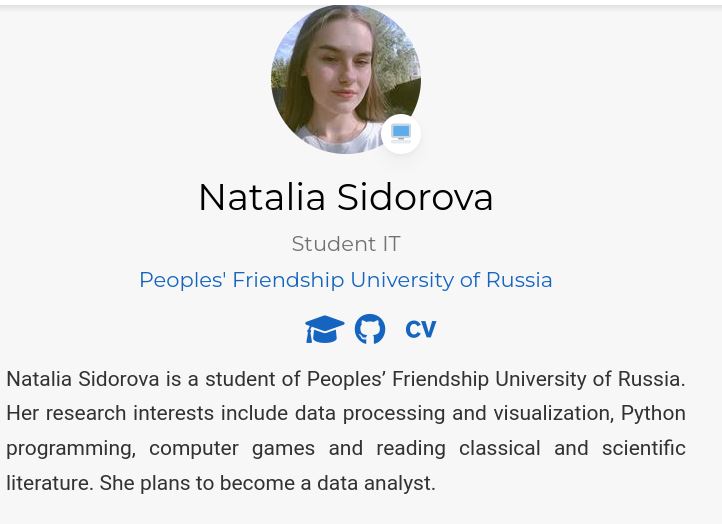 Natalia Sidorova
Student IT
Peoples' Friendship University of Russia
CV
Natalia Sidorova is a student of Peoples’ Friendship University of Russia.
Her research interests include data processing and visualization, Python
programming, computer games and reading classical and scientific
literature. She plans to become a data analyst.